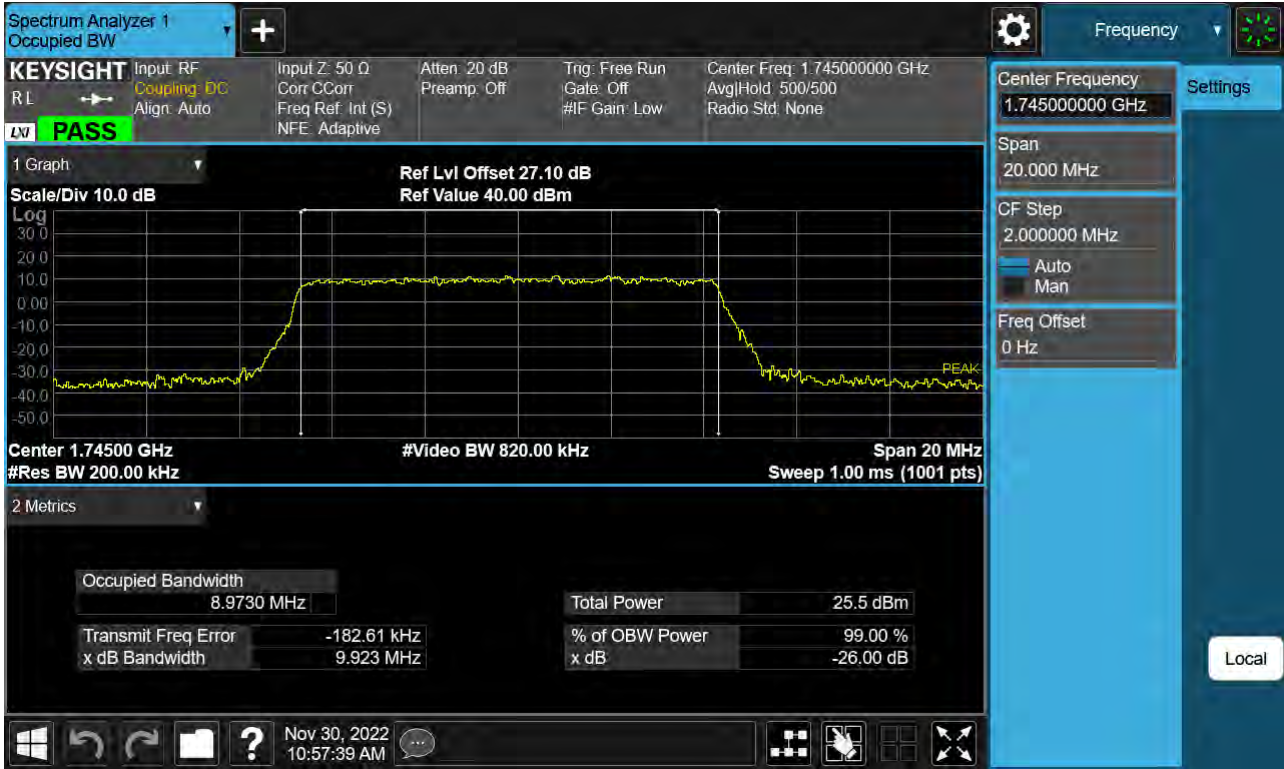 Spectrum Analyzer 1
Occupied BW
Frequency
KEYSIGHT
R L
LXI PASS
Input: RF
Coupling: DC
Align: Auto
Input Z: 50 Ω
Corr CCorr
Freq Ref: Int (S)
NFE: Adaptive
Atten: 20 dB
Preamp: Off
Trig: Free Run
Gate: Off
#IF Gain: Low
Center Freq: 1.745000000 GHz
Avg|Hold: 500/500
Radio Std: None
Center Frequency
1.745000000 GHz
Settings
Span
20.000 MHz
CF Step
2.000000 MHz
Auto
Man
Freq Offset
0 Hz
1 Graph
Scale/Div 10.0 dB
Ref Lvl Offset 27.10 dB
Ref Value 40.00 dBm
Log
30.0
20.0
10.0
0.00
-10.0
-20.0
-30.0
-40.0
-50.0
PEAK
Center 1.74500 GHz
#Res BW 200.00 kHz
#Video BW 820.00 kHz
Span 20 MHz
Sweep 1.00 ms (1001 pts)
2 Metrics
Occupied Bandwidth
8.9730 MHz
Transmit Freq Error -182.61 kHz
x dB Bandwidth 9.923 MHz
Total Power 25.5 dBm
% of OBW Power 99.00 %
x dB -26.00 dB
Local
?
Nov 30, 2022
10:57:39 AM